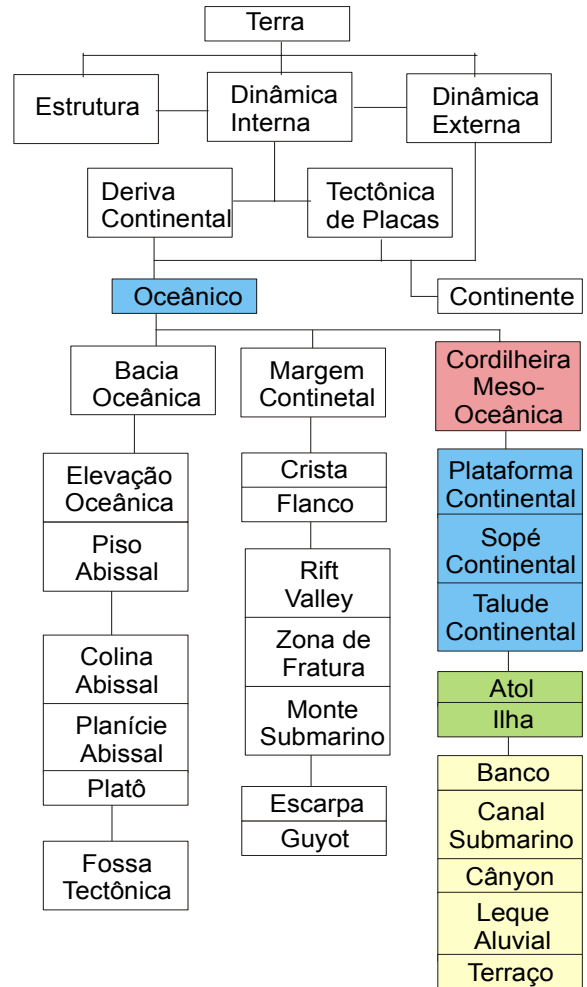 Terra
Estrutura
Dinâmica
Interna
Dinâmica
Externa
Deriva
Continental
Tectônica
de Placas
Oceânico
Continente
Bacia
Oceânica
Margem
Continetal
Cordilheira
Meso-
Oceânica
Elevação
Oceânica
Piso
Abissal
Colina
Abissal
Planície
Abissal
Platô
Fossa
Tectônica
Crista
Flanco
Rift
Valley
Zona de
Fratura
Monte
Submarino
Escarpa
Guyot
Plataforma
Continental
Sopé
Continental
Talude
Continental
Atol
Ilha
Banco
Canal
Submarino
Cânyon
Leque
Aluvial
Terraço